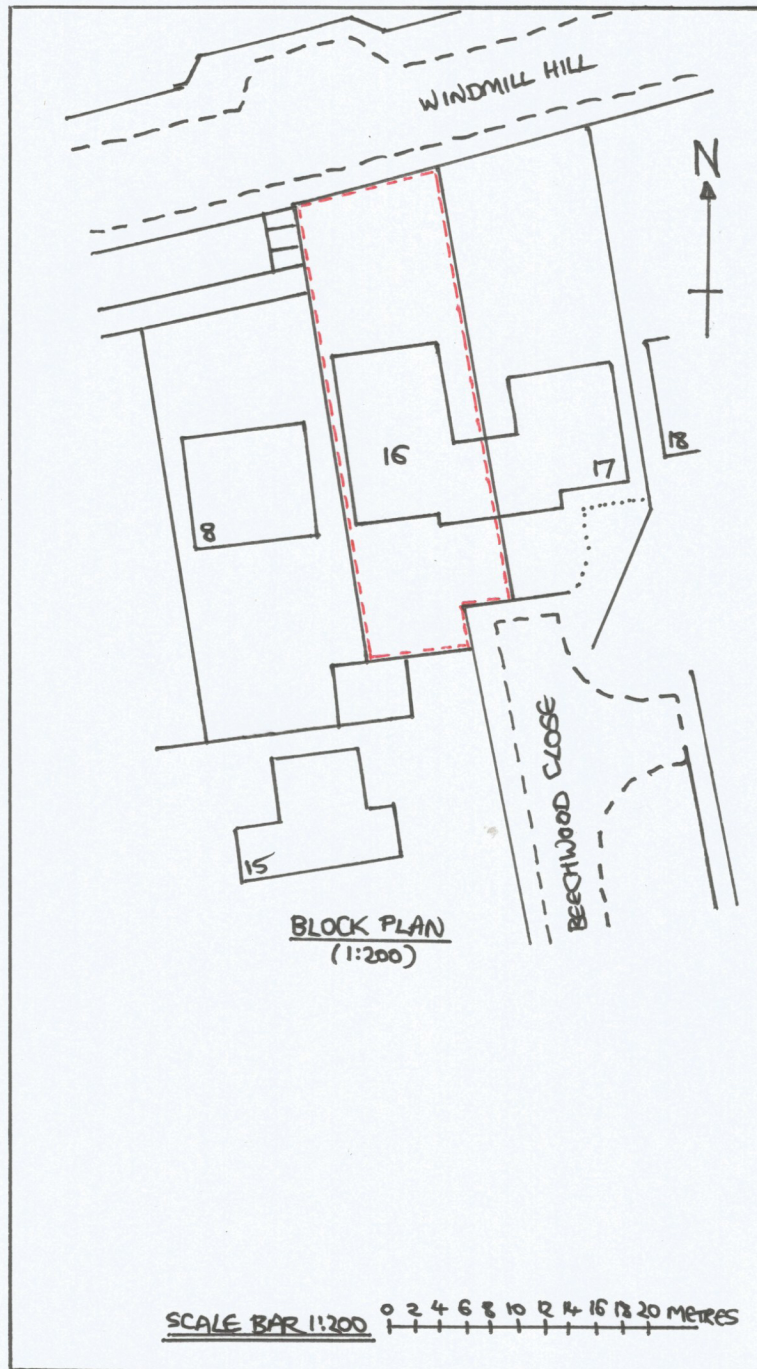 WINDMILL HILL
N
18
16
17
8
BEECHWOOD CLOSE
15
BLOCK PLAN
(1:200)
SCALE BAR 1:200 0 2 4 6 8 10 12 14 16 18 20 METRES